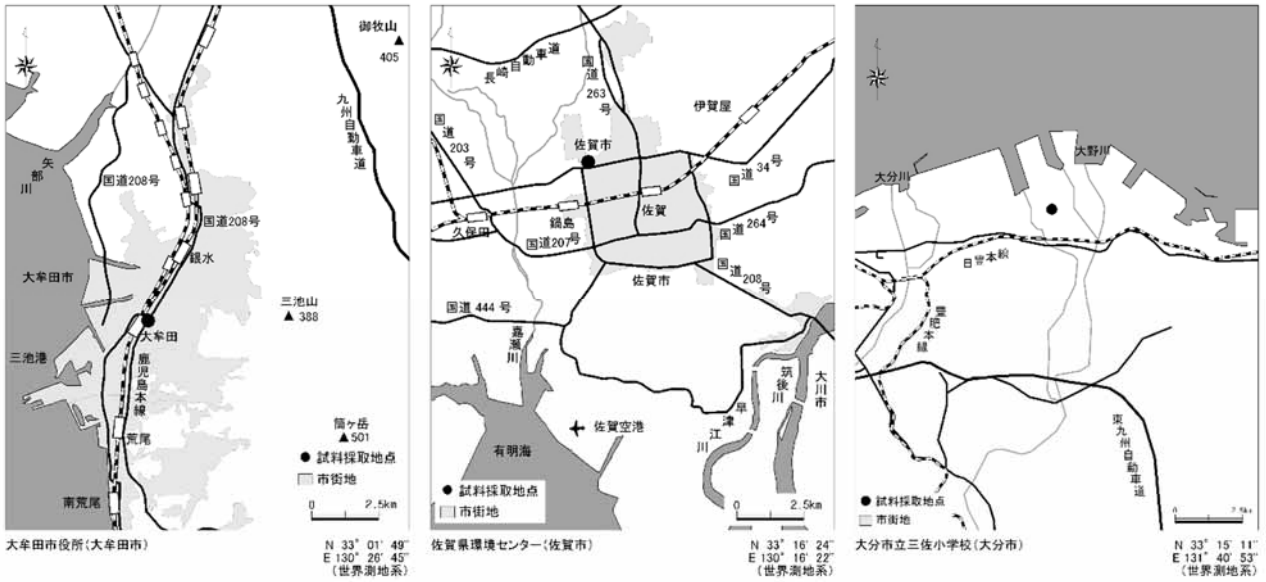 御牧山
405
九州自動車道
矢部川
国道208号
国道208号
銀水
大牟田市
三池山
388
大牟田
三池港
鹿児島本線
筒ヶ岳
501
荒尾
試料採取地点
市街地
南荒尾
0 2.5km
大牟田市役所(大牟田市)
N 33° 01′ 49″
E 130° 26′ 45″
(世界測地系)
長崎自動車道
国道263号
伊賀屋
国道203号
佐賀市
国道34号
佐賀
鍋島
久保田
国道207号
国道264号
国道208号
佐賀市
国道444号
嘉瀬川
筑後川
大川市
早津江川
佐賀空港
有明海
試料採取地点
市街地
0 2.5km
佐賀県環境センター(佐賀市)
N 33° 16′ 24″
E 130° 16′ 22″
(世界測地系)
大野川
大分川
日豊本線
豊肥本線
東九州自動車道
試料採取地点
市街地
0 2.5km
大分市立三佐小学校(大分市)
N 33° 15′ 11″
E 131° 40′ 53″
(世界測地系)